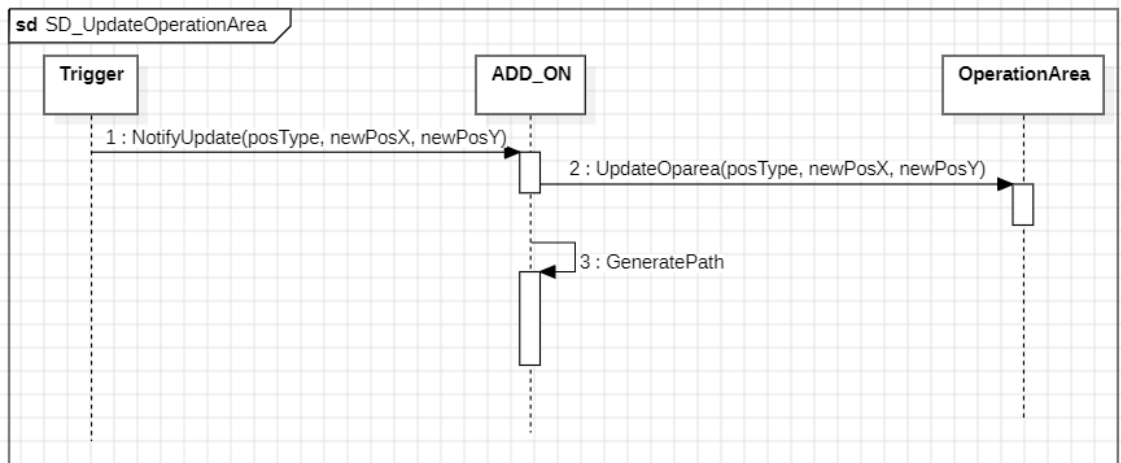 sd SD_UpdateOperationArea
Trigger
ADD_ON
OperationArea
1 : NotifyUpdate(posType, newPosX, newPosY)
2 : UpdateOparea(posType, newPosX, newPosY)
3 : GeneratePath